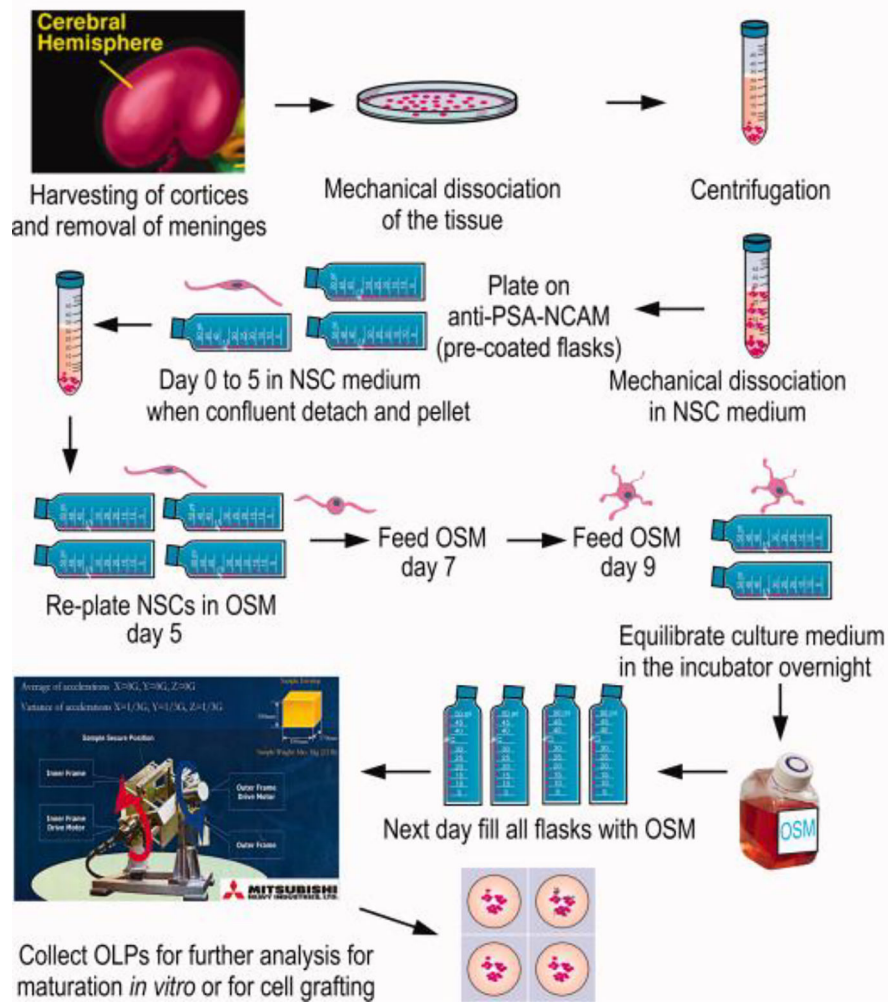 Cerebral
Hemisphere
Harvesting of cortices
and removal of meninges
Mechanical dissociation
of the tissue
Centrifugation
Mechanical dissociation
in NSC medium
Plate on
anti-PSA-NCAM
(pre-coated flasks)
Day 0 to 5 in NSC medium
when confluent detach and pellet
Re-plate NSCs in OSM
day 5
Feed OSM
day 7
Feed OSM
day 9
Equilibrate culture medium
in the incubator overnight
OSM
Next day fill all flasks with OSM
Average of accelerations X=0G, Y=0G, Z=0G
Variance of accelerations X=1/3G, Y=1/3G, Z=1/3G
Sample Secure Position
Inner Frame
Inner Frame
Drive Motor
Outer Frame
Drive Motor
Outer Frame
MITSUBISHI
HEAVY INDUSTRIES, LTD.
Collect OLPs for further analysis for
maturation in vitro or for cell grafting